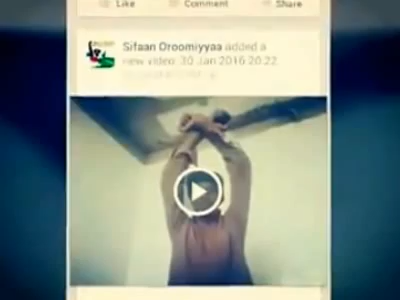 Like Comment Share
Sifaan Oroomiyyaa added a
new video: 30 Jan 2016 20:22